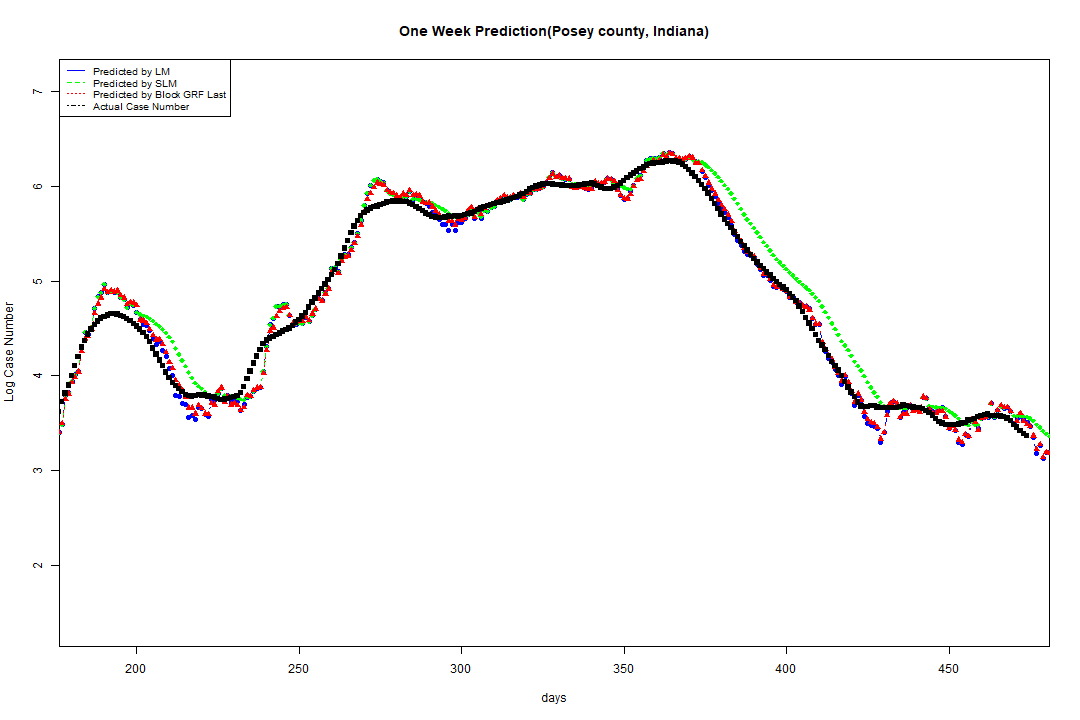 One Week Prediction(Posey county, Indiana)
Predicted by LM
Predicted by SLM
Predicted by Block GRF Last
Actual Case Number
Log Case Number
7
6
5
4
3
2
200 250 300 350 400 450
days